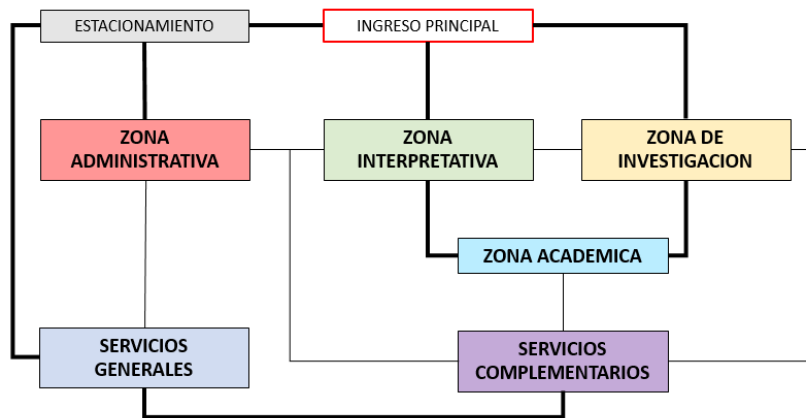 ESTACIONAMIENTO
INGRESO PRINCIPAL
ZONA
ADMINISTRATIVA
ZONA
INTERPRETATIVA
ZONA DE
INVESTIGACION
ZONA ACADEMICA
SERVICIOS
GENERALES
SERVICIOS
COMPLEMENTARIOS